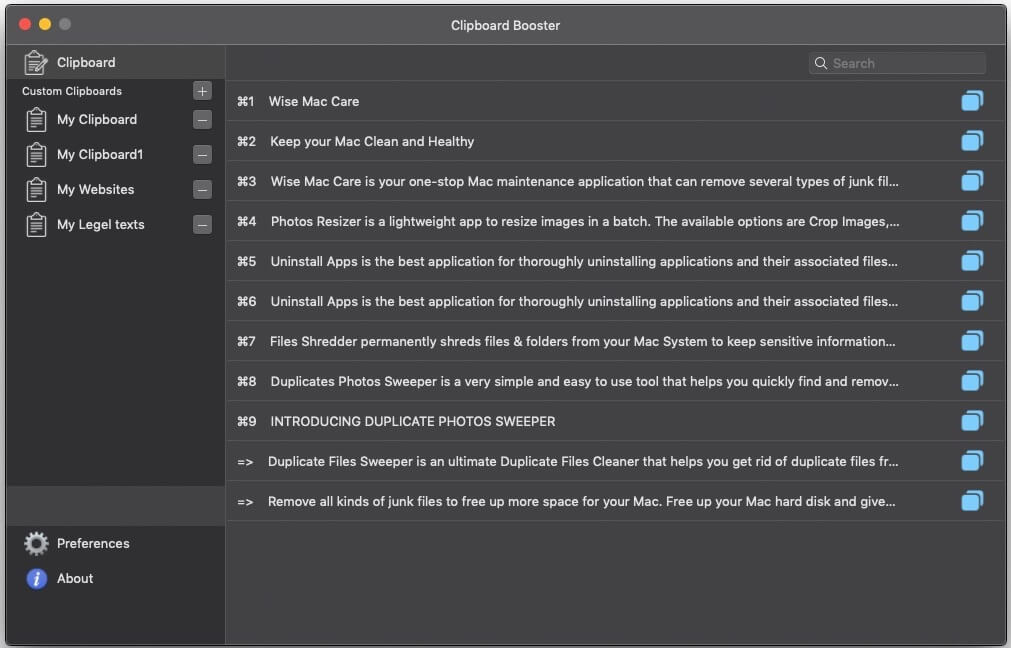 Clipboard Booster
Clipboard
Search
Custom Clipboards +
My Clipboard –
My Clipboard1 –
My Websites –
My Legel texts –
Preferences
About
⌘1 Wise Mac Care
⌘2 Keep your Mac Clean and Healthy
⌘3 Wise Mac Care is your one-stop Mac maintenance application that can remove several types of junk fil...
⌘4 Photos Resizer is a lightweight app to resize images in a batch. The available options are Crop Images,...
⌘5 Uninstall Apps is the best application for thoroughly uninstalling applications and their associated files...
⌘6 Uninstall Apps is the best application for thoroughly uninstalling applications and their associated files...
⌘7 Files Shredder permanently shreds files & folders from your Mac System to keep sensitive information...
⌘8 Duplicates Photos Sweeper is a very simple and easy to use tool that helps you quickly find and remov...
⌘9 INTRODUCING DUPLICATE PHOTOS SWEEPER
=> Duplicate Files Sweeper is an ultimate Duplicate Files Cleaner that helps you get rid of duplicate files fr...
=> Remove all kinds of junk files to free up more space for your Mac. Free up your Mac hard disk and give...